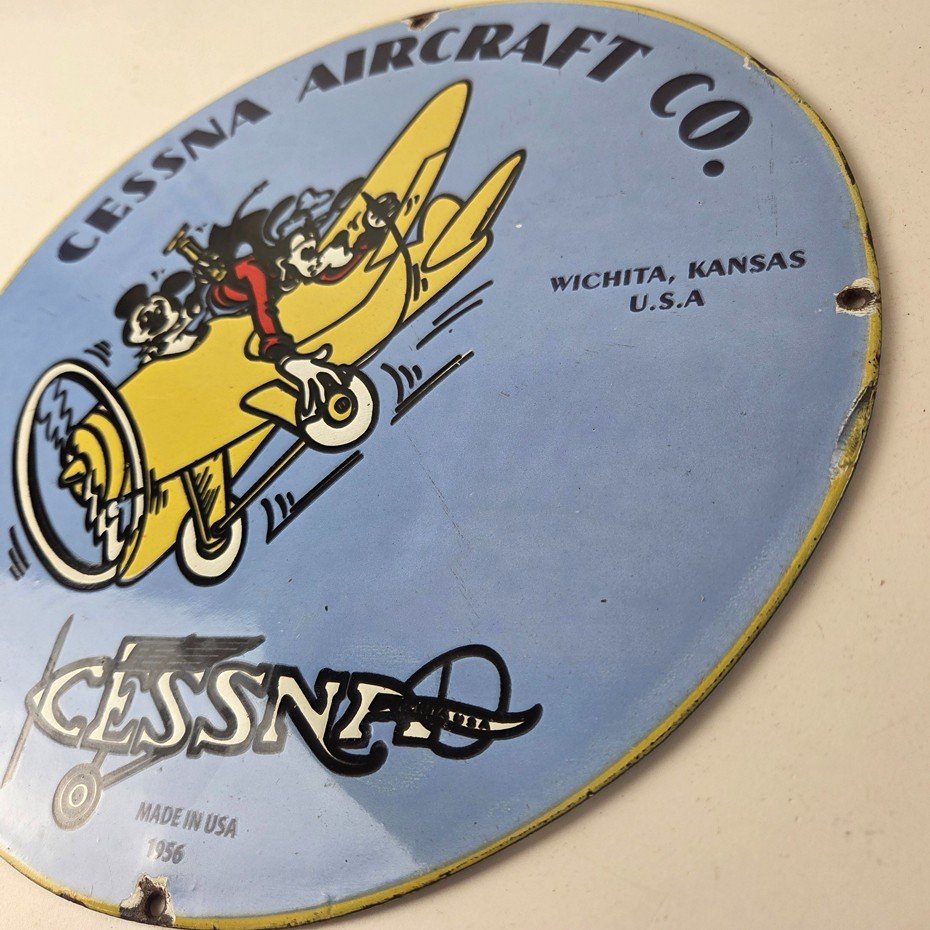 CESSNA AIRCRAFT CO.
WICHITA, KANSAS
U.S.A
CESSNA
MADE IN USA
1956